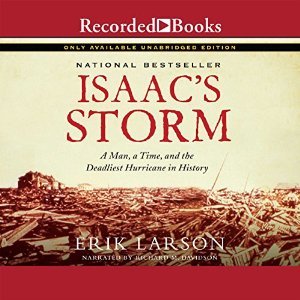 Recorded Books
ONLY AVAILABLE UNABRIDGED EDITION
NATIONAL BESTSELLER
ISAAC'S
STORM
A Man, a Time, and the
Deadliest Hurricane in History
ERIK LARSON
NARRATED BY RICHARD M. DAVIDSON